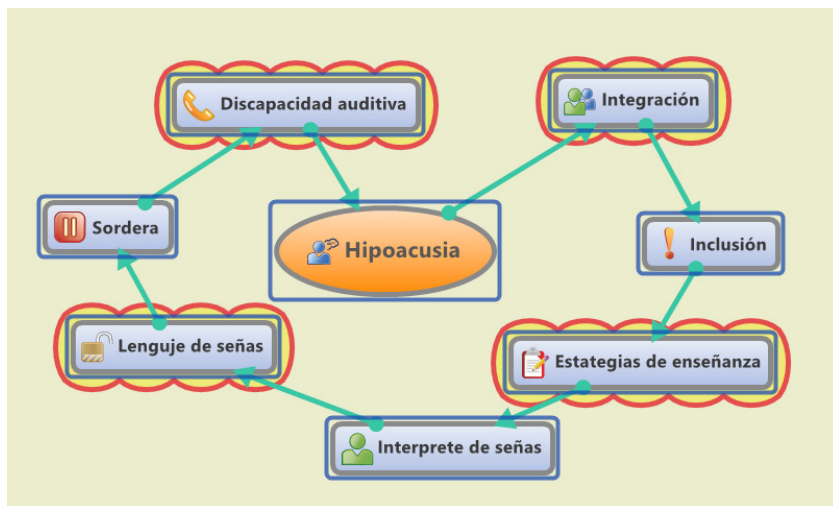 Discapacidad auditiva
Integración
Sordera
Hipoacusia
Inclusión
Lenguje de señas
Estategias de enseñanza
Interprete de señas